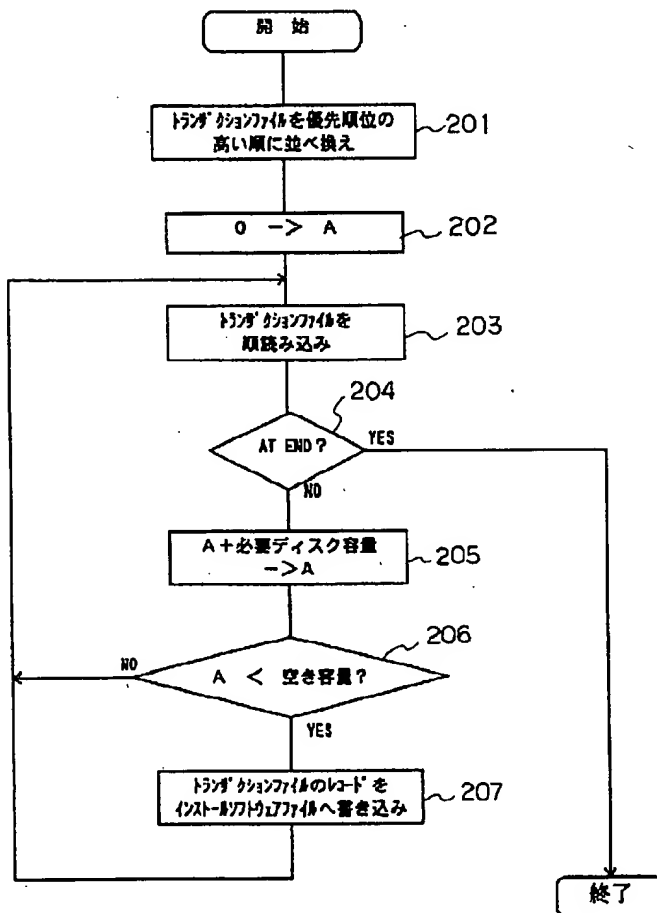 開 始
トランザクションファイルを優先順位の
高い順に並べ換え
201
0 -> A
202
トランザクションファイルを
順読み込み
203
204
AT END?
YES
NO
A+必要ディスク容量
->A
205
206
NO
A < 空き容量?
YES
トランザクションファイルのレコードを
インストールソフトウェアファイルへ書き込み
207
終了